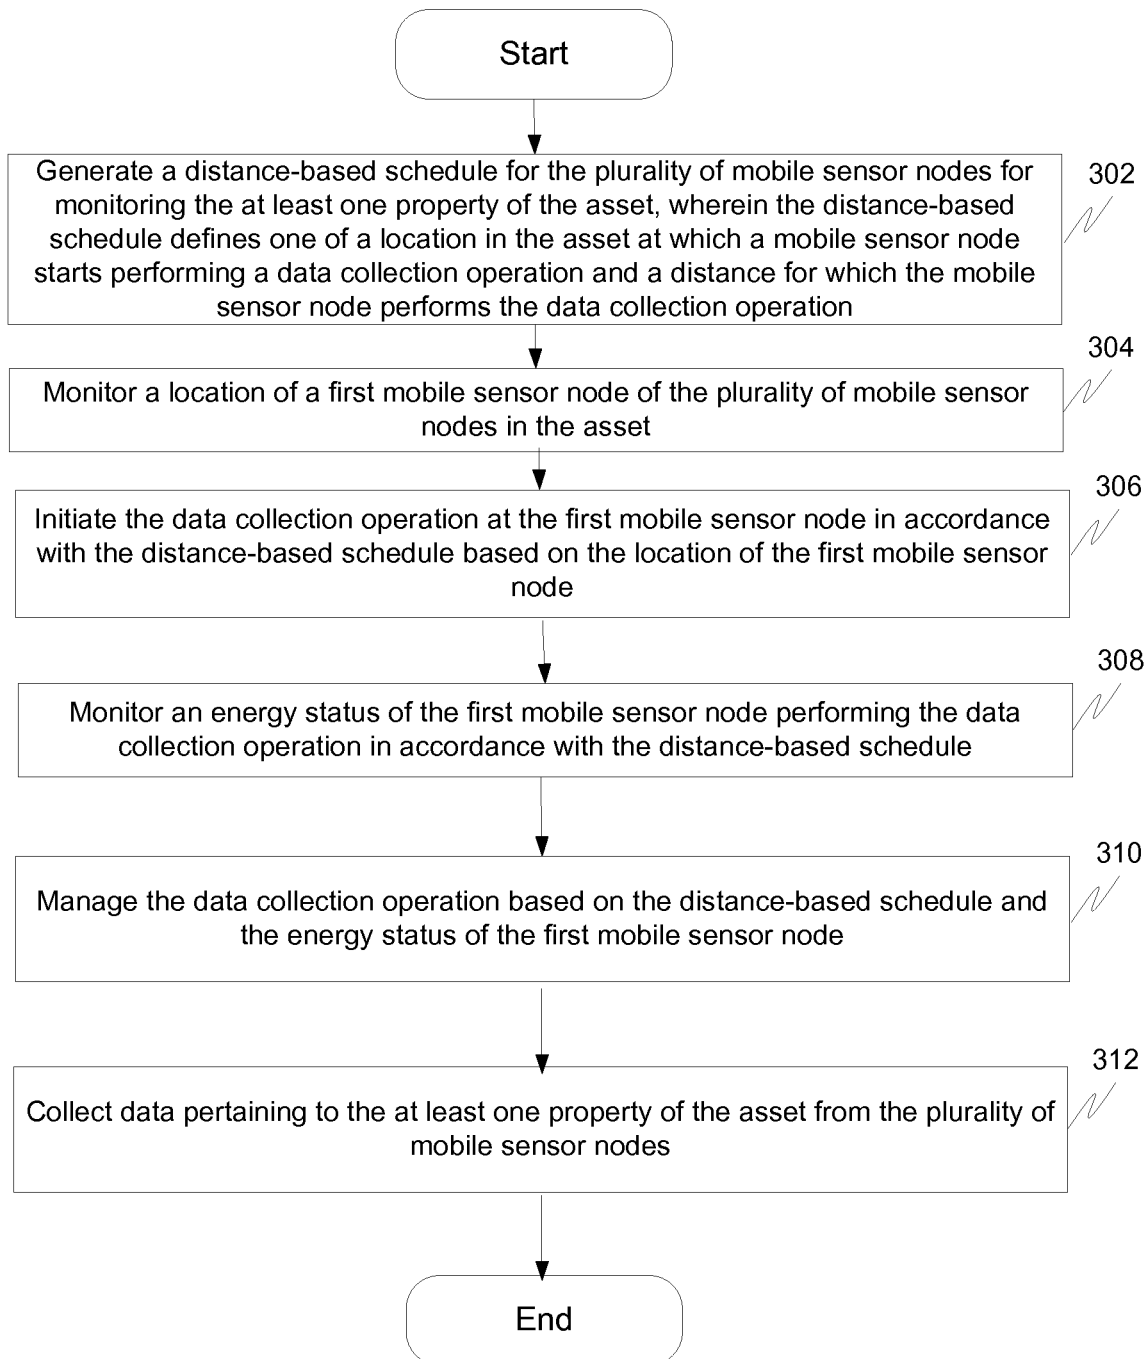 Start
Generate a distance-based schedule for the plurality of mobile sensor nodes for
monitoring the at least one property of the asset, wherein the distance-based
schedule defines one of a location in the asset at which a mobile sensor node
starts performing a data collection operation and a distance for which the mobile
sensor node performs the data collection operation
302
Monitor a location of a first mobile sensor node of the plurality of mobile sensor
nodes in the asset
304
Initiate the data collection operation at the first mobile sensor node in accordance
with the distance-based schedule based on the location of the first mobile sensor
node
306
Monitor an energy status of the first mobile sensor node performing the data
collection operation in accordance with the distance-based schedule
308
Manage the data collection operation based on the distance-based schedule and
the energy status of the first mobile sensor node
310
Collect data pertaining to the at least one property of the asset from the plurality of
mobile sensor nodes
312
End